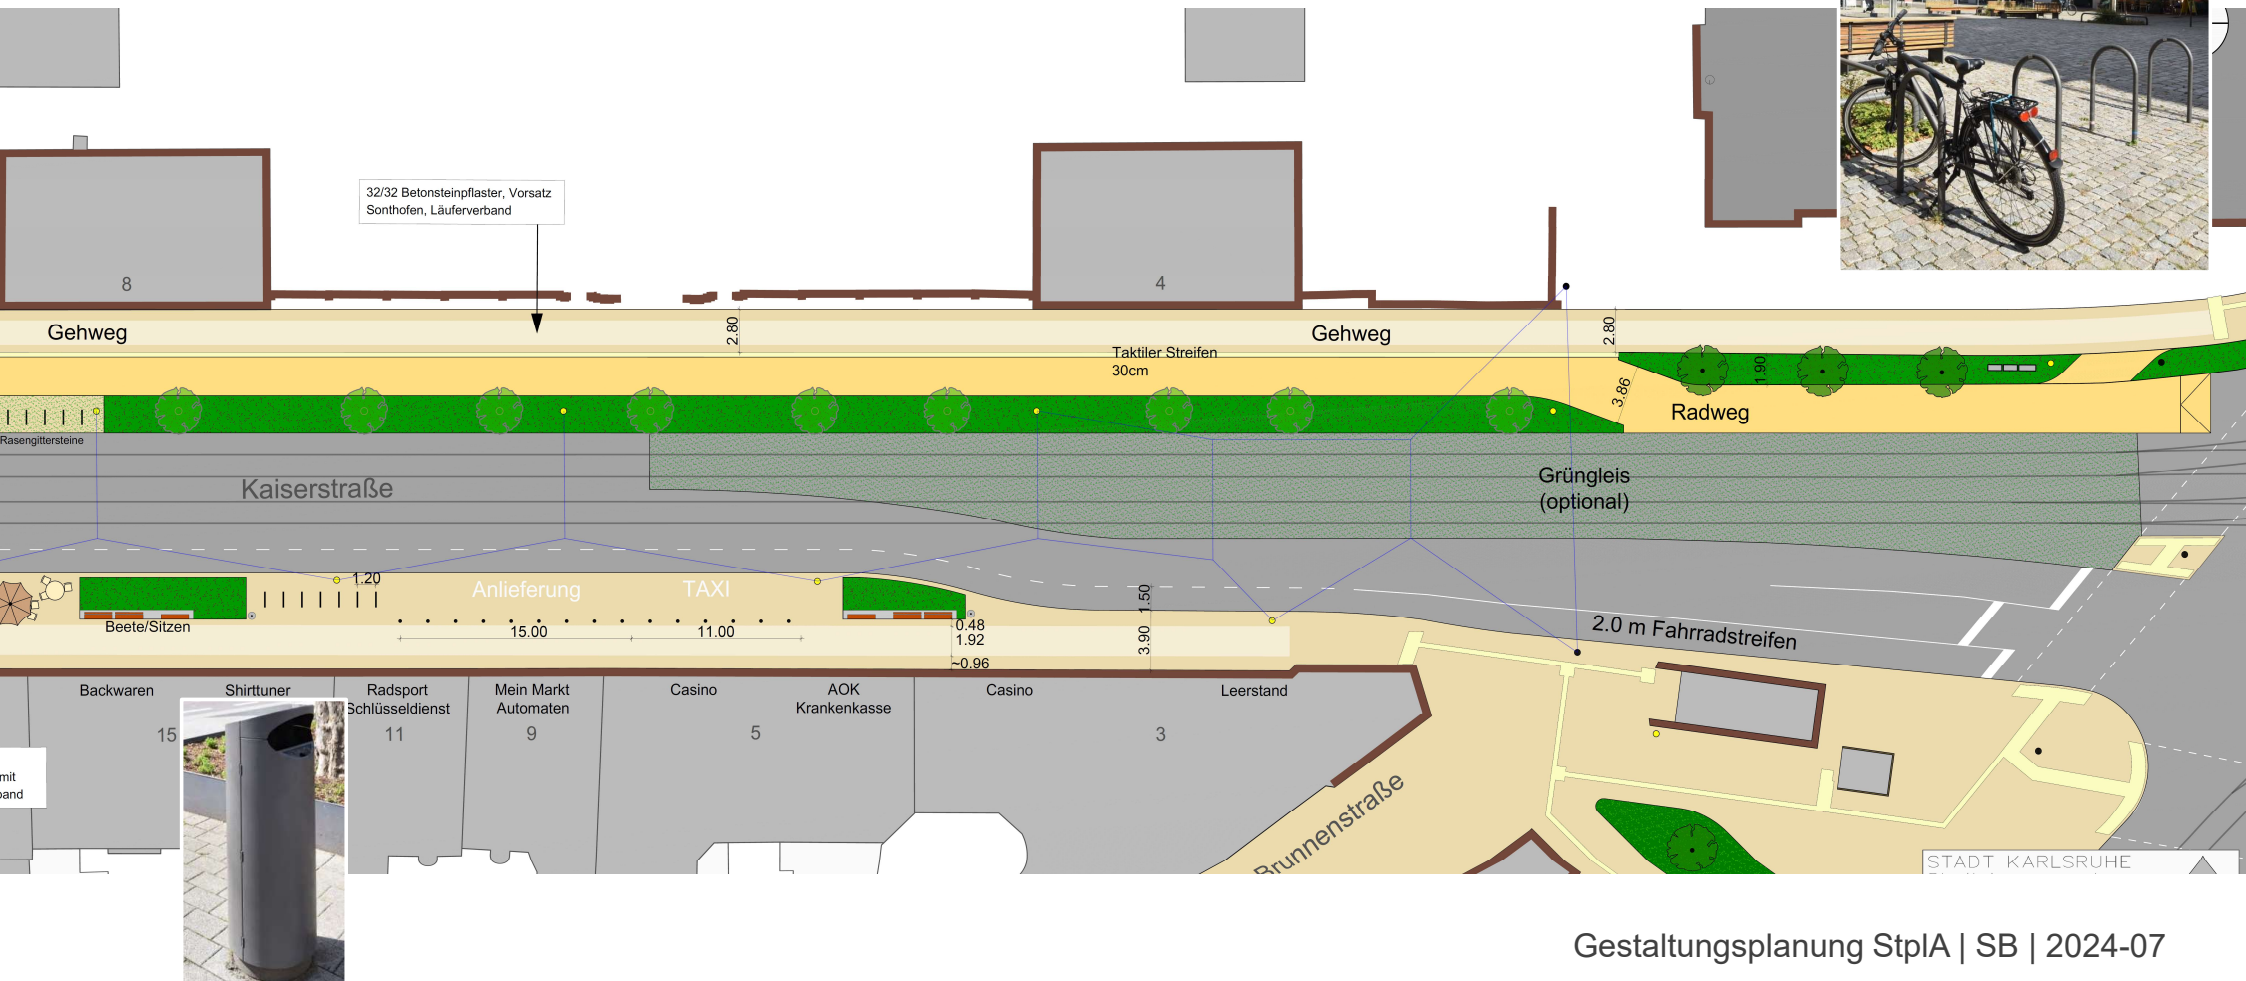 32/32 Betonsteinpflaster, Vorsatz
Sonthofen, Läuferverband
8
4
Gehweg
2.80
Gehweg
2.80
Taktiler Streifen
30cm
1.90
3.86
Radweg
Rasengittersteine
Kaiserstraße
Grüngleis
(optional)
1.20
Anlieferung
TAXI
1.50
Beete/Sitzen
15.00
11.00
0.48
1.92
3.90
~0.96
2.0 m Fahrradstreifen
Backwaren
Shirttuner
Radsport
Schlüsseldienst
Mein Markt
Automaten
Casino
AOK
Krankenkasse
Casino
Leerstand
15
11
9
5
3
mit
Brunnenstraße
STADT KARLSRUHE
Gestaltungsplanung StplA | SB | 2024-07